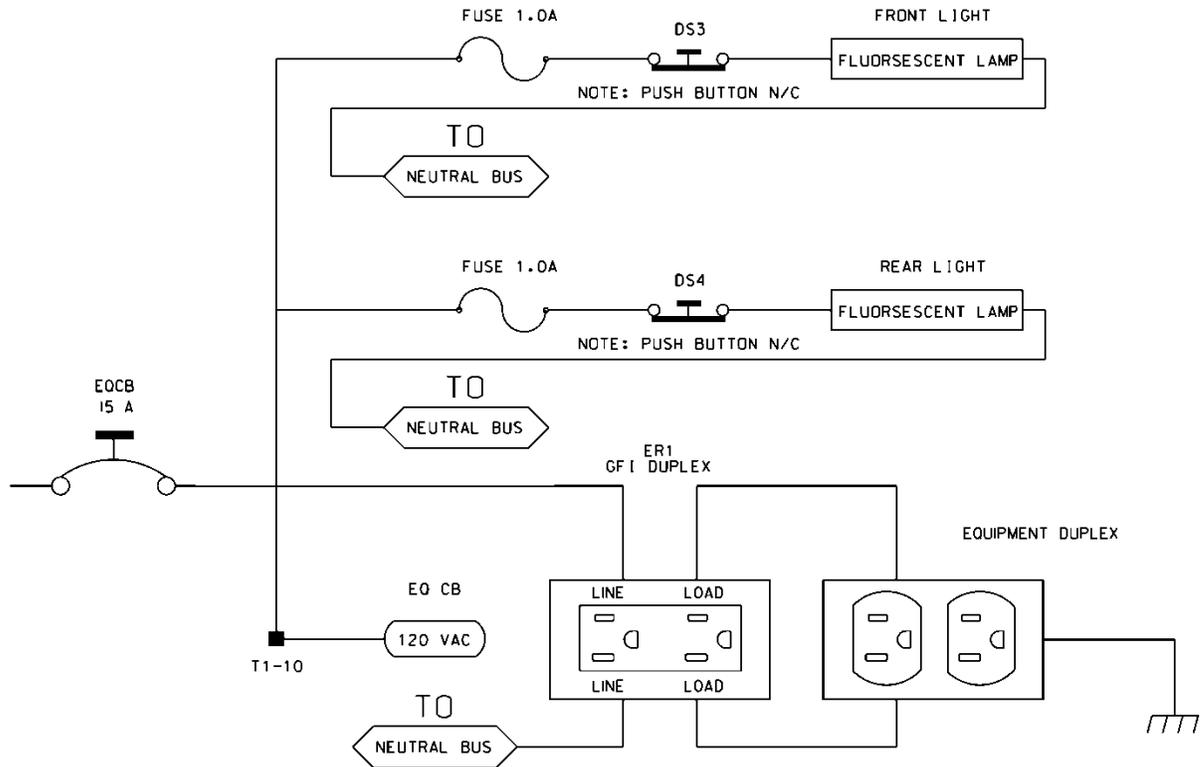 FUSE 1.0A
FRONT LIGHT
DS3
FLUORSESCENT LAMP
NOTE: PUSH BUTTON N/C
TO
NEUTRAL BUS
FUSE 1.0A
REAR LIGHT
DS4
FLUORSESCENT LAMP
NOTE: PUSH BUTTON N/C
TO
NEUTRAL BUS
EQCB
15 A
ER1
GFI DUPLEX
EQUIPMENT DUPLEX
LINE LOAD
EQ CB
120 VAC
T1-10
LINE LOAD
TO
NEUTRAL BUS